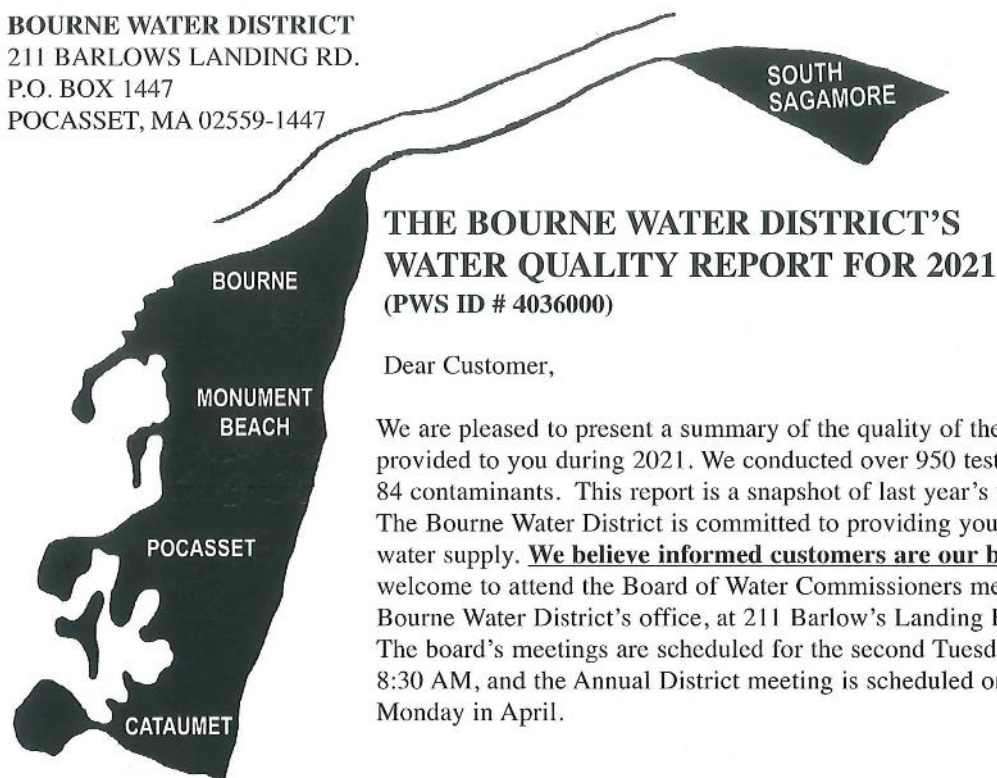 BOURNE WATER DISTRICT
211 BARLOWS LANDING RD.
P.O. BOX 1447
POCASSET, MA 02559-1447
SOUTH
SAGAMORE
THE BOURNE WATER DISTRICT'S
WATER QUALITY REPORT FOR 2021
(PWS ID # 4036000)
BOURNE
Dear Customer,
MONUMENT
BEACH
We are pleased to present a summary of the quality of the
provided to you during 2021. We conducted over 950 test
84 contaminants. This report is a snapshot of last year's
The Bourne Water District is committed to providing you
water supply. We believe informed customers are our b
welcome to attend the Board of Water Commissioners me
Bourne Water District's office, at 211 Barlow's Landing
The board's meetings are scheduled for the second Tuesd
8:30 AM, and the Annual District meeting is scheduled o
Monday in April.
POCASSET
CATAUMET